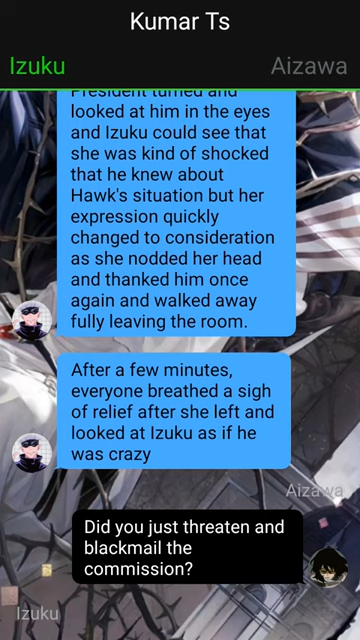 Kumar Ts
Izuku
Aizawa
President turned and
looked at him in the eyes
and Izuku could see that
she was kind of shocked
that he knew about
Hawk's situation but her
expression quickly
changed to consideration
as she nodded her head
and thanked him once
again and walked away
fully leaving the room.
After a few minutes,
everyone breathed a sigh
of relief after she left and
looked at Izuku as if he
was crazy
Aizawa
Did you just threaten and
blackmail the
commission?
Izuku